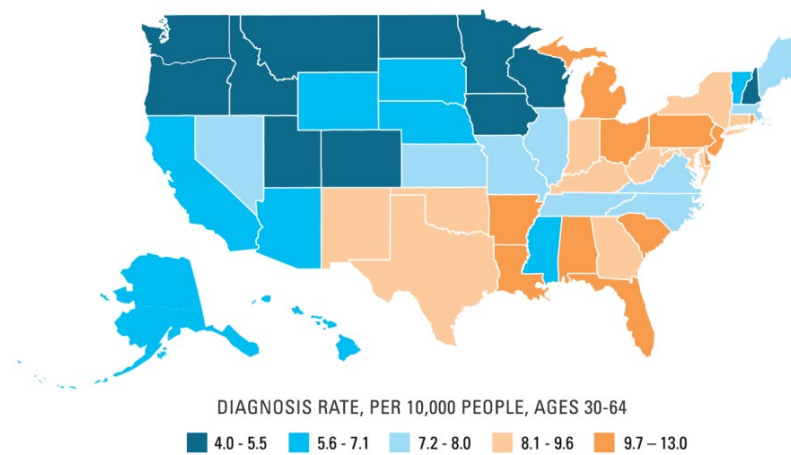 DIAGNOSIS RATE, PER 10,000 PEOPLE, AGES 30-64
4.0 - 5.5 5.6 - 7.1 7.2 - 8.0 8.1 - 9.6 9.7 – 13.0